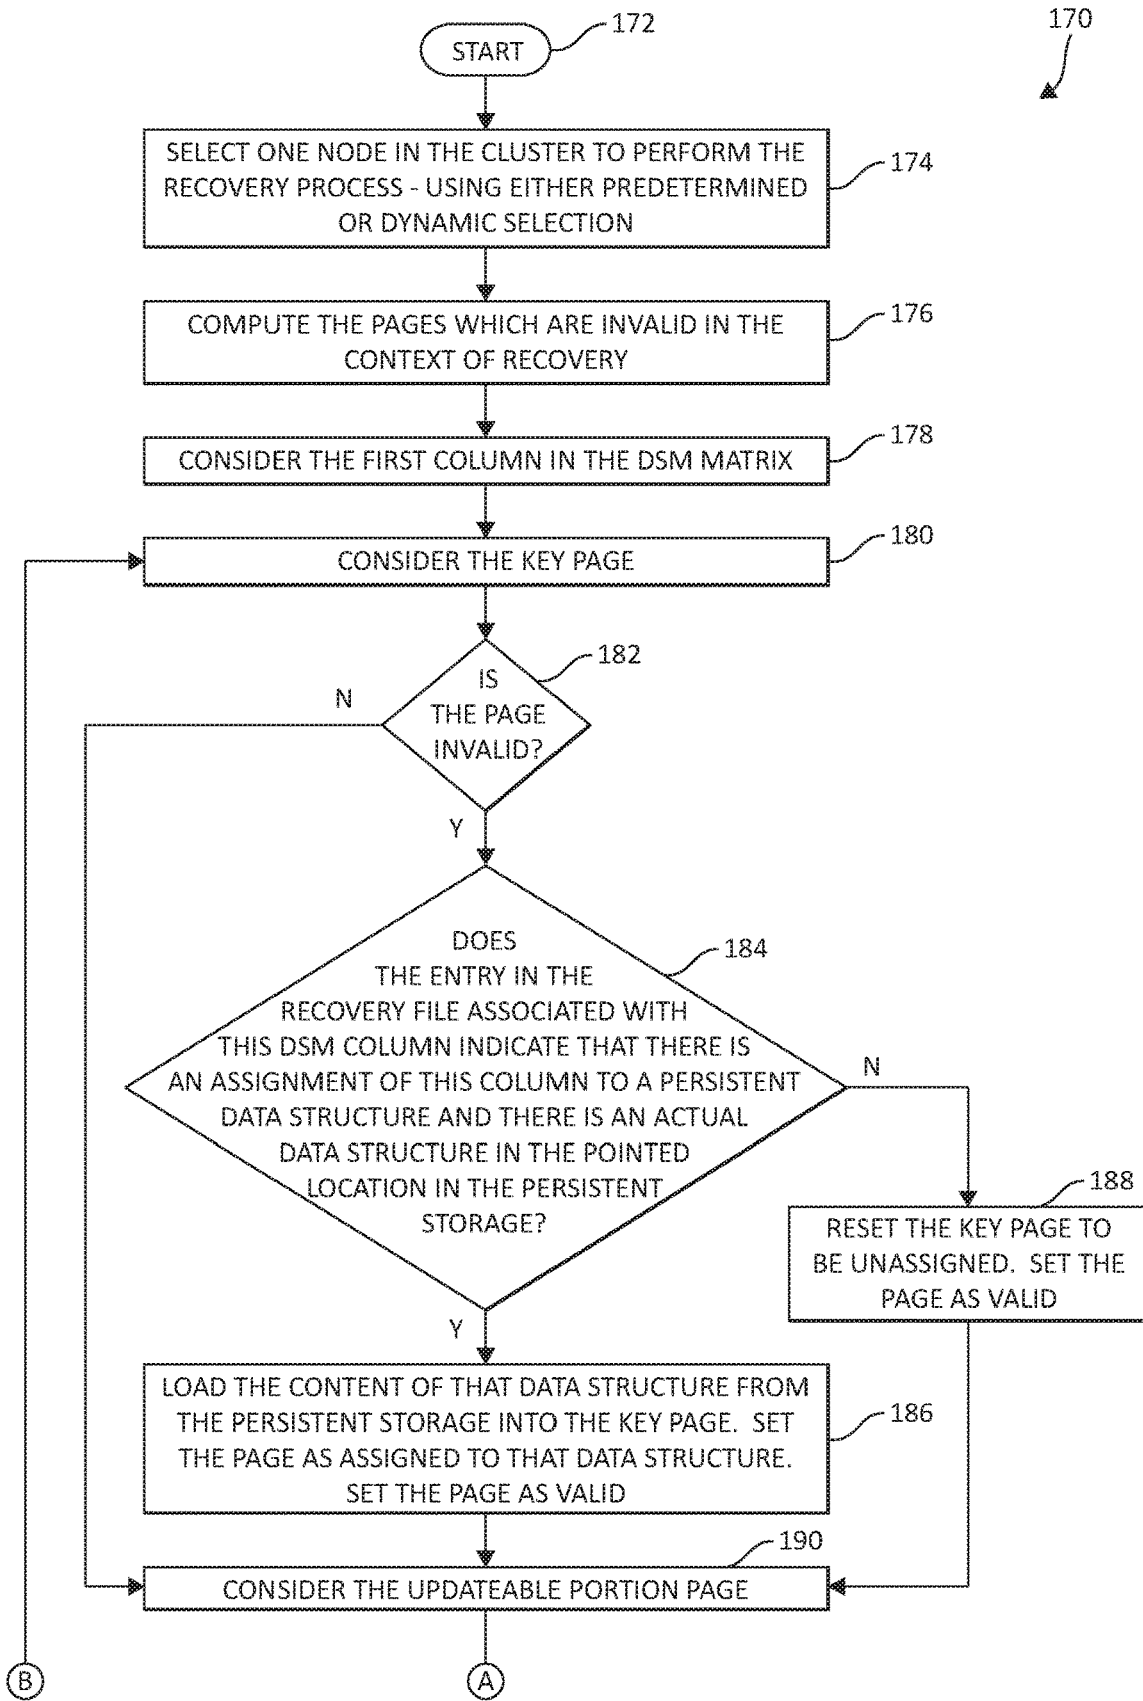 172
170
START
SELECT ONE NODE IN THE CLUSTER TO PERFORM THE
RECOVERY PROCESS - USING EITHER PREDETERMINED
OR DYNAMIC SELECTION
174
COMPUTE THE PAGES WHICH ARE INVALID IN THE
CONTEXT OF RECOVERY
176
CONSIDER THE FIRST COLUMN IN THE DSM MATRIX
178
CONSIDER THE KEY PAGE
180
IS
THE PAGE
INVALID?
182
N
Y
DOES
THE ENTRY IN THE
RECOVERY FILE ASSOCIATED WITH
THIS DSM COLUMN INDICATE THAT THERE IS
AN ASSIGNMENT OF THIS COLUMN TO A PERSISTENT
DATA STRUCTURE AND THERE IS AN ACTUAL
DATA STRUCTURE IN THE POINTED
LOCATION IN THE PERSISTENT
STORAGE?
184
N
188
RESET THE KEY PAGE TO
BE UNASSIGNED. SET THE
PAGE AS VALID
Y
LOAD THE CONTENT OF THAT DATA STRUCTURE FROM
THE PERSISTENT STORAGE INTO THE KEY PAGE. SET
THE PAGE AS ASSIGNED TO THAT DATA STRUCTURE.
SET THE PAGE AS VALID
186
190
CONSIDER THE UPDATEABLE PORTION PAGE
B
A